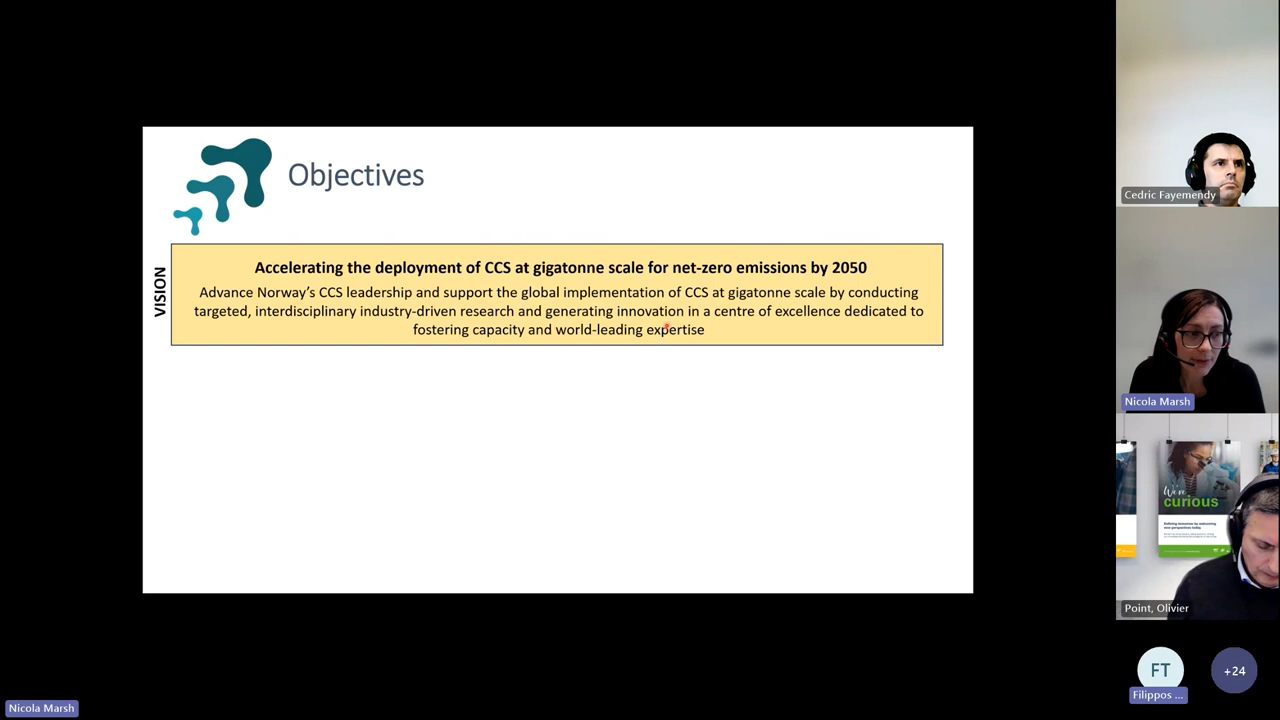 Objectives
VISION
Accelerating the deployment of CCS at gigatonne scale for net-zero emissions by 2050
Advance Norway's CCS leadership and support the global implementation of CCS at gigatonne scale by conducting
targeted, interdisciplinary industry-driven research and generating innovation in a centre of excellence dedicated to
fostering capacity and world-leading expertise
Cedric Fayemendy
Nicola Marsh
We're
curious
Point, Olivier
FT
+24
Filippos ...
Nicola Marsh